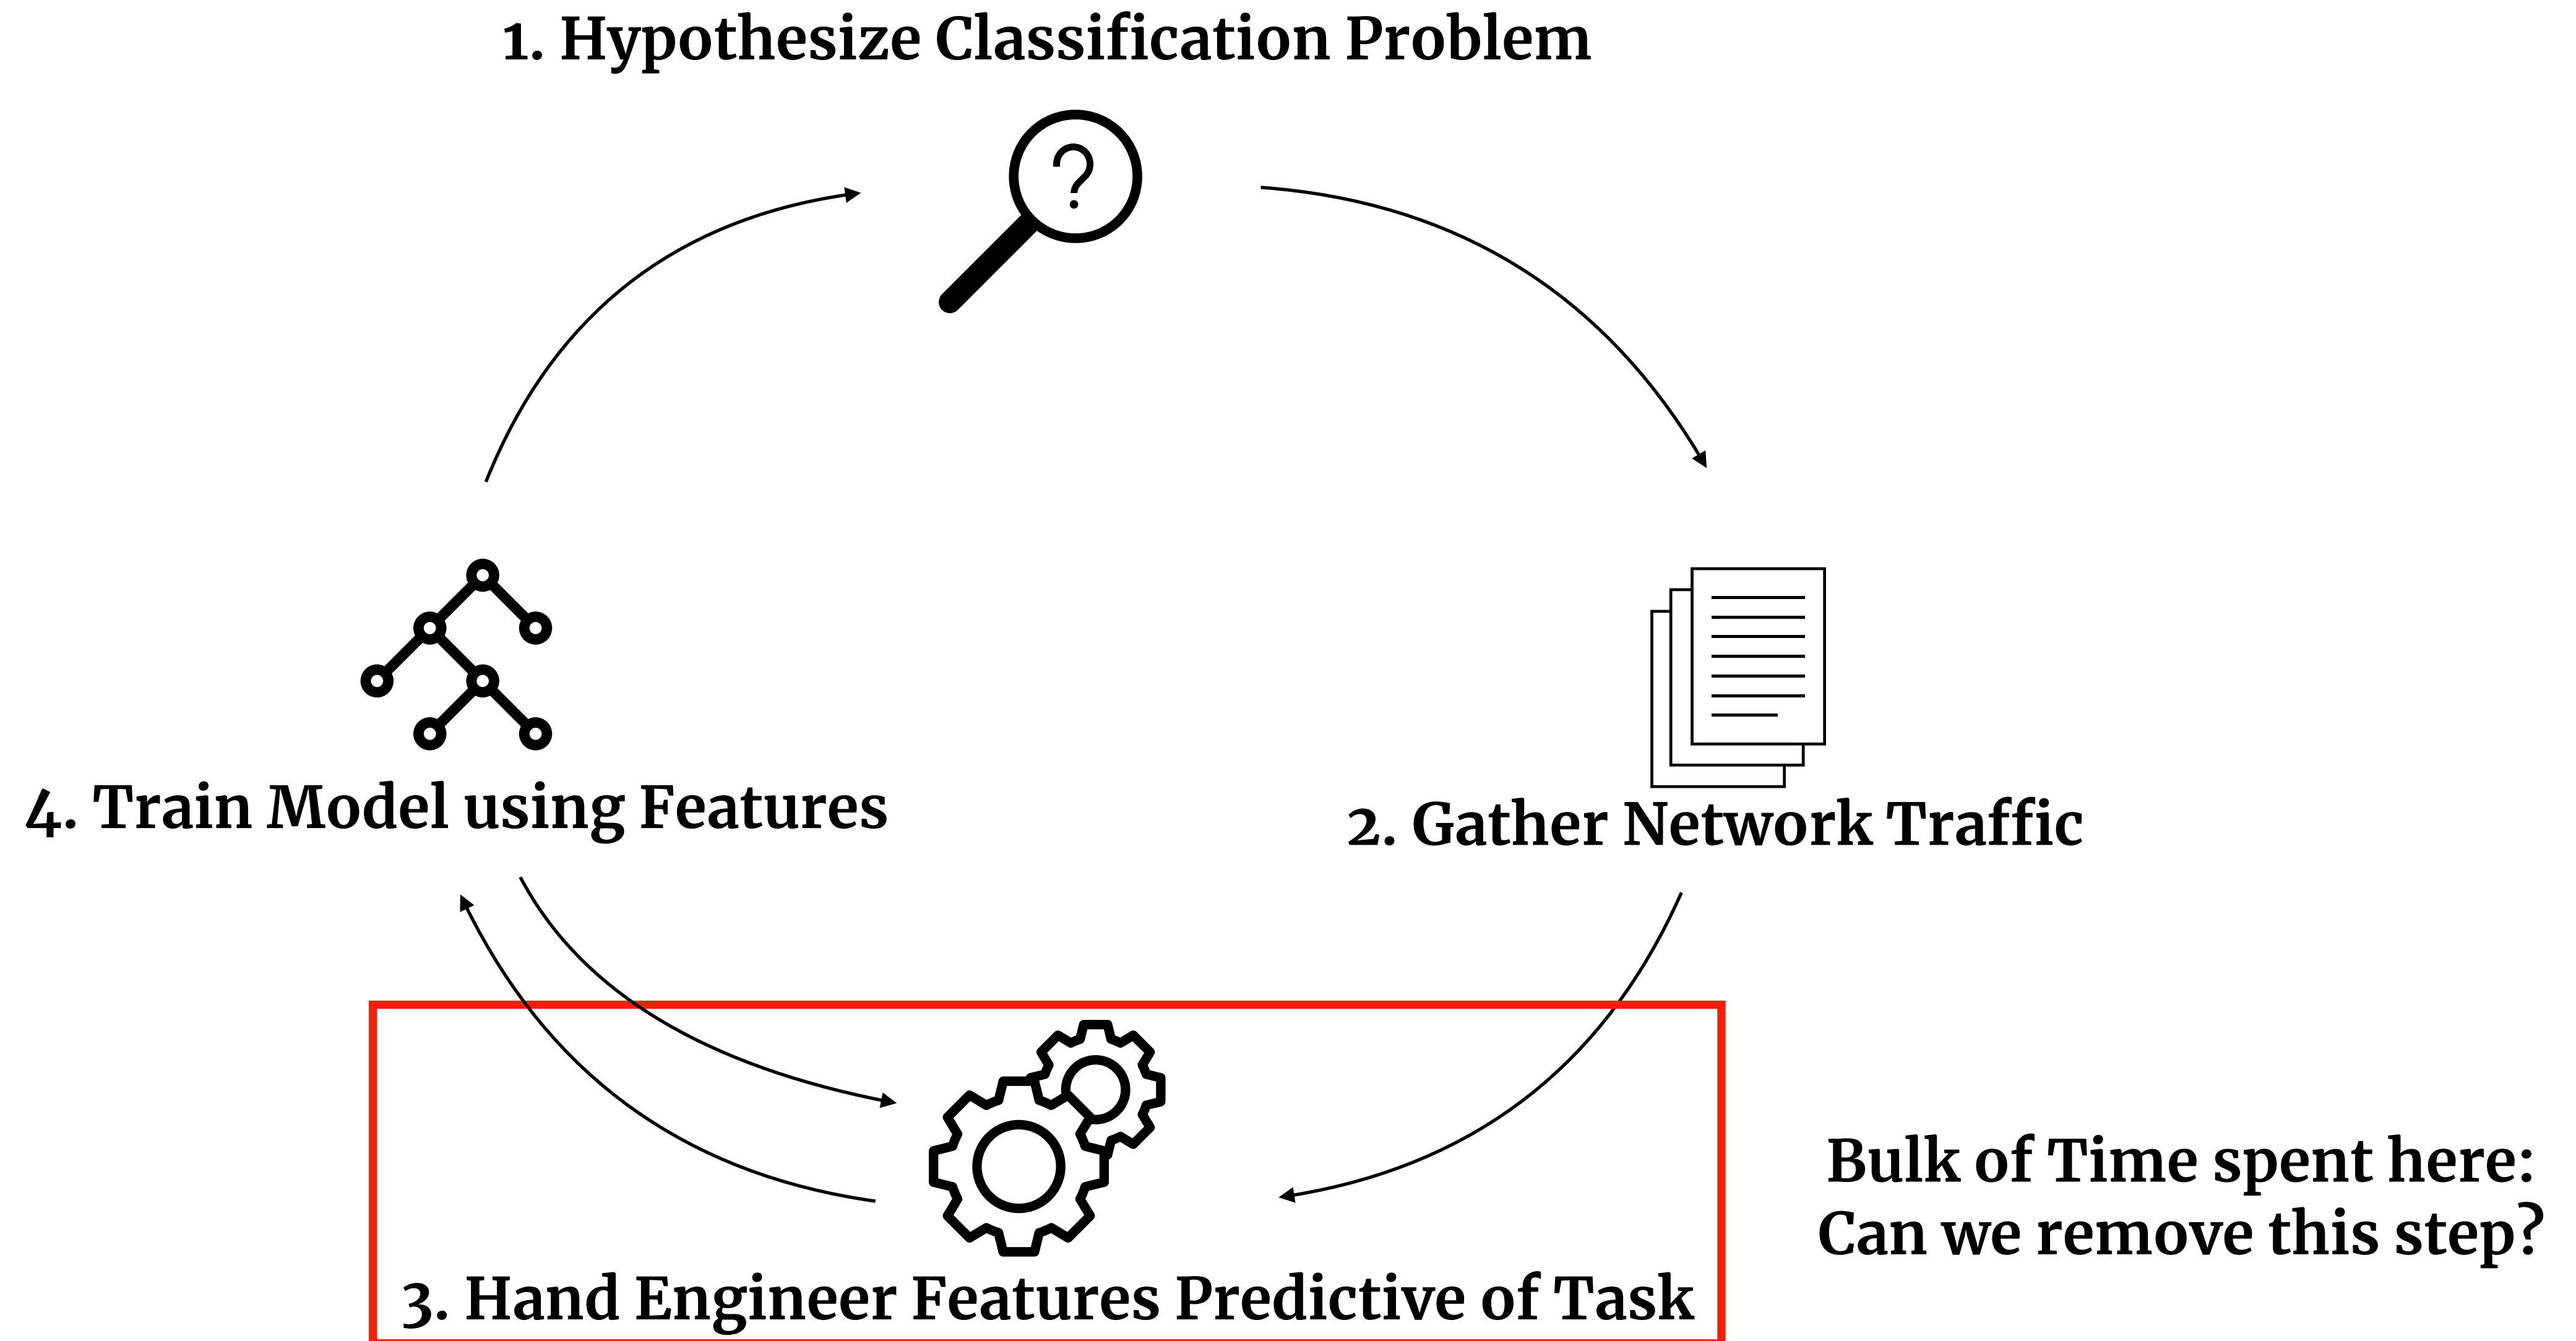 1. Hypothesize Classification Problem
?
4. Train Model using Features
2. Gather Network Traffic
Bulk of Time spent here:
Can we remove this step?
3. Hand Engineer Features Predictive of Task